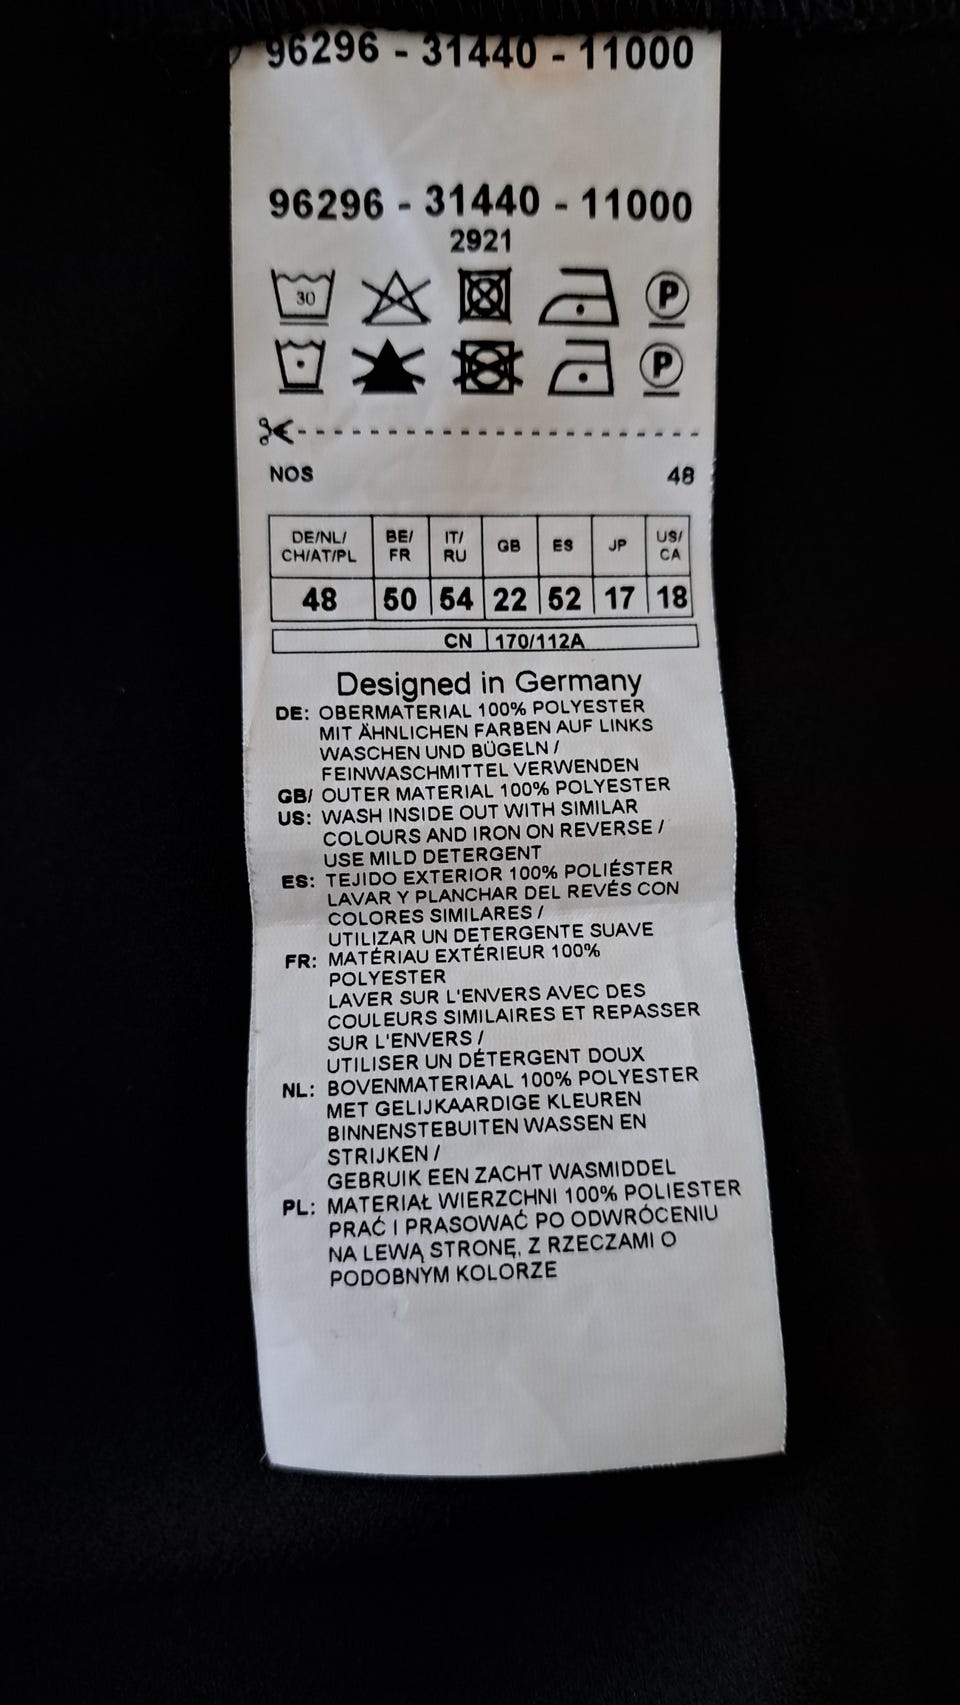 96296 - 31440 - 11000
96296 - 31440 - 11000
2921
30
P
P
NOS 48
DE/NL/ CH/AT/PL BE/ FR IT/ RU GB ES JP US/ CA
48 50 54 22 52 17 18
CN 170/112A
Designed in Germany
DE: OBERMATERIAL 100% POLYESTER
MIT ÄHNLICHEN FARBEN AUF LINKS
WASCHEN UND BÜGELN /
FEINWASCHMITTEL VERWENDEN
GB/ OUTER MATERIAL 100% POLYESTER
US: WASH INSIDE OUT WITH SIMILAR
COLOURS AND IRON ON REVERSE /
USE MILD DETERGENT
ES: TEJIDO EXTERIOR 100% POLIÉSTER
LAVAR Y PLANCHAR DEL REVÉS CON
COLORES SIMILARES /
UTILIZAR UN DETERGENTE SUAVE
FR: MATÉRIAU EXTÉRIEUR 100%
POLYESTER
LAVER SUR L'ENVERS AVEC DES
COULEURS SIMILAIRES ET REPASSER
SUR L'ENVERS /
UTILISER UN DÉTERGENT DOUX
NL: BOVENMATERIAAL 100% POLYESTER
MET GELIJKAARDIGE KLEUREN
BINNENSTEBUITEN WASSEN EN
STRIJKEN /
GEBRUIK EEN ZACHT WASMIDDEL
PL: MATERIAŁ WIERZCHNI 100% POLIESTER
PRAĆ I PRASOWAĆ PO ODWRÓCENIU
NA LEWĄ STRONĘ, Z RZECZAMI O
PODOBNYM KOLORZE